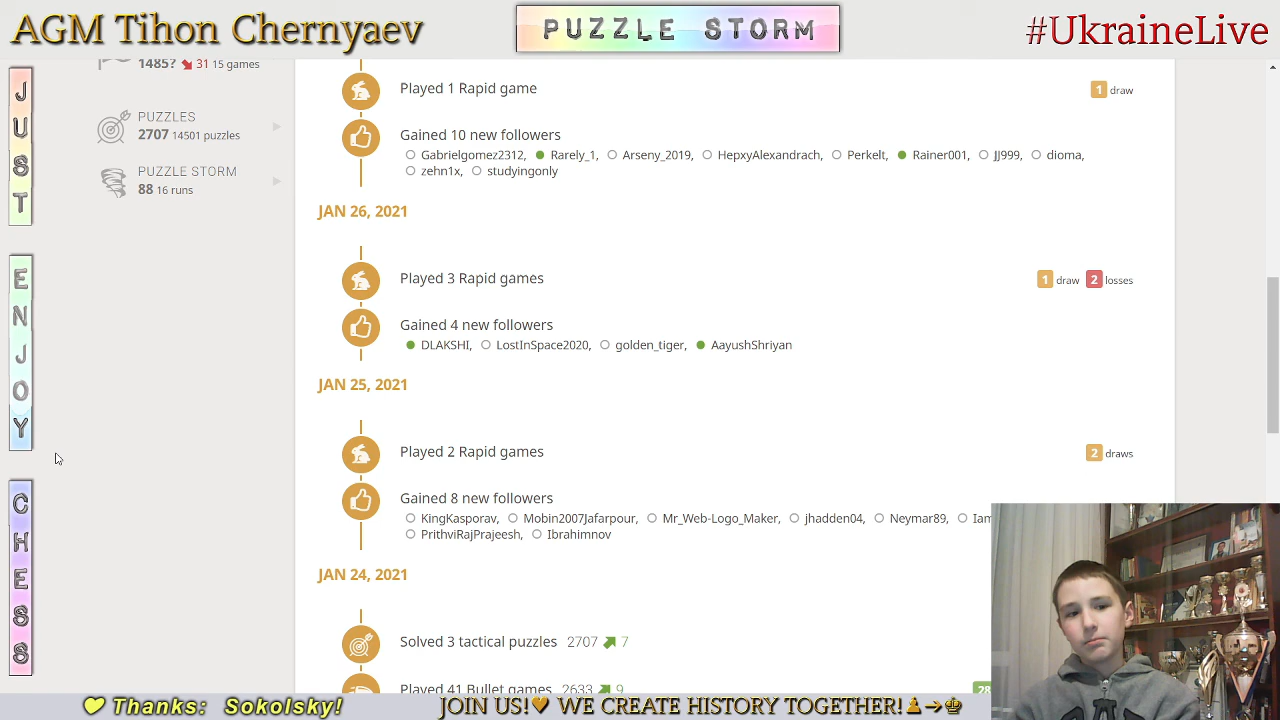 AGM Tihon Chernyaev
PUZZLE STORM
#UkraineLive
JUST
ENJOY
CHESS
1485? 31 15 games
PUZZLES
2707 14501 puzzles
PUZZLE STORM
88 16 runs
Played 1 Rapid game
1 draw
Gained 10 new followers
Gabrielgomez2312, Rarely_1, Arseny_2019, HepxyAlexandrach, Perkelt, Rainer001, JJ999, dioma,
zehn1x, studyingonly
JAN 26, 2021
Played 3 Rapid games
1 draw 2 losses
Gained 4 new followers
DLAKSHI, LostInSpace2020, golden_tiger, AayushShriyan
JAN 25, 2021
Played 2 Rapid games
2 draws
Gained 8 new followers
KingKasporav, Mobin2007Jafarpour, Mr_Web-Logo_Maker, jhadden04, Neymar89,
PrithviRajPrajeesh, Ibrahimnov
JAN 24, 2021
Solved 3 tactical puzzles 2707 7
Played 41 Bullet games 2633 9
28
Thanks: Sokolsky!
JOIN US! WE CREATE HISTORY TOGETHER!